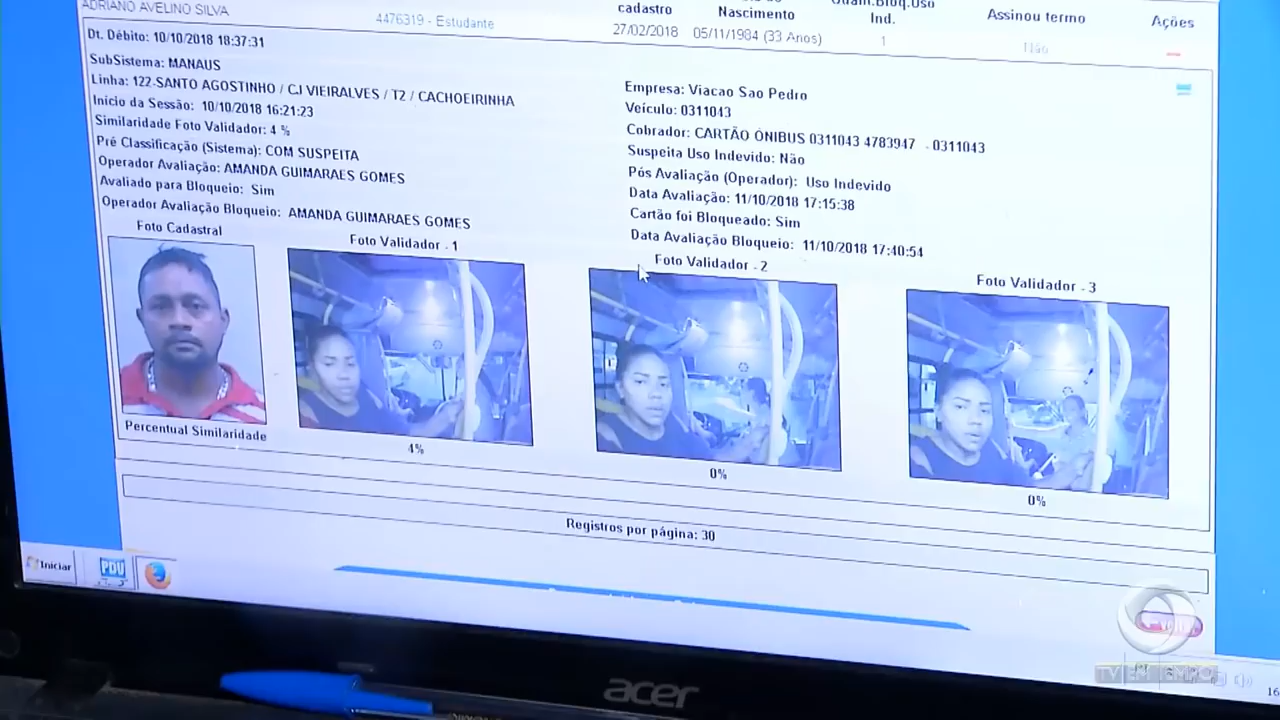 ADRIANO AVELINO SILVA
4476319 - Estudante
cadastro
27/02/2018
Nascimento
05/11/1984 (33 Anos)
Ind.
1
Assinou termo
Não
Ações
Dt. Débito: 10/10/2018 18:37:31
SubSistema: MANAUS
Linha: 122-SANTO AGOSTINHO / CJ VIEIRALVES / T2 / CACHOEIRINHA
Início da Sessão: 10/10/2018 16:21:23
Similaridade Foto Validador: 4 %
Pré Classificação (Sistema): COM SUSPEITA
Operador Avaliação: AMANDA GUIMARAES GOMES
Avaliado para Bloqueio: Sim
Operador Avaliação Bloqueio: AMANDA GUIMARAES GOMES
Empresa: Viacao Sao Pedro
Veículo: 0311043
Cobrador: CARTÃO ÔNIBUS 0311043 4783947 - 0311043
Suspeita Uso Indevido: Não
Pós Avaliação (Operador): Uso Indevido
Data Avaliação: 11/10/2018 17:15:38
Cartão foi Bloqueado: Sim
Data Avaliação Bloqueio: 11/10/2018 17:40:54
Foto Cadastral
Foto Validador - 1
Foto Validador - 2
Foto Validador - 3
Percentual Similaridade
4%
0%
0%
Registros por página: 30
Iniciar
PDV
acer
TV EM TEMPO
16